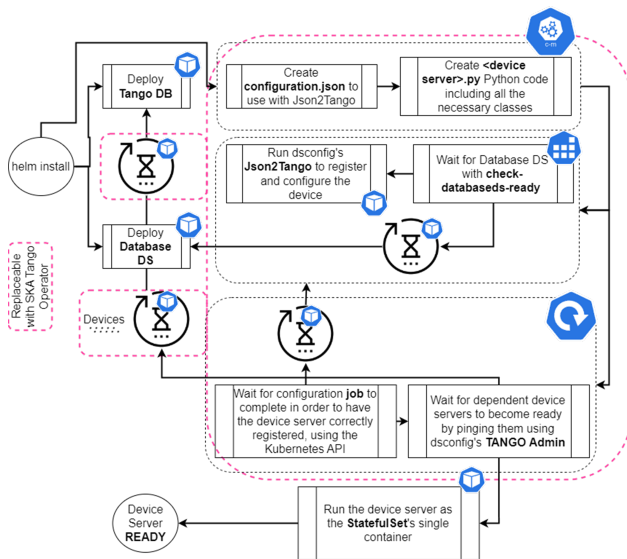 Deploy
Tango DB
Create
configuration.json to
use with Json2Tango
Create <device
server>.py Python code
including all the
necessary classes
c-m
helm install
Run dsconfig's
Json2Tango to register
and configure the
device
Wait for Database DS
with check-
databaseds-ready
Deploy
Database
DS
Replaceable
with SKA Tango
Operator
Devices
Wait for configuration job to
complete in order to have
the device server correctly
registered, using the
Kubernetes API
Wait for dependent device
servers to become ready
by pinging them using
dsconfig's TANGO Admin
Device
Server
READY
Run the device server as
the StatefulSet's single
container